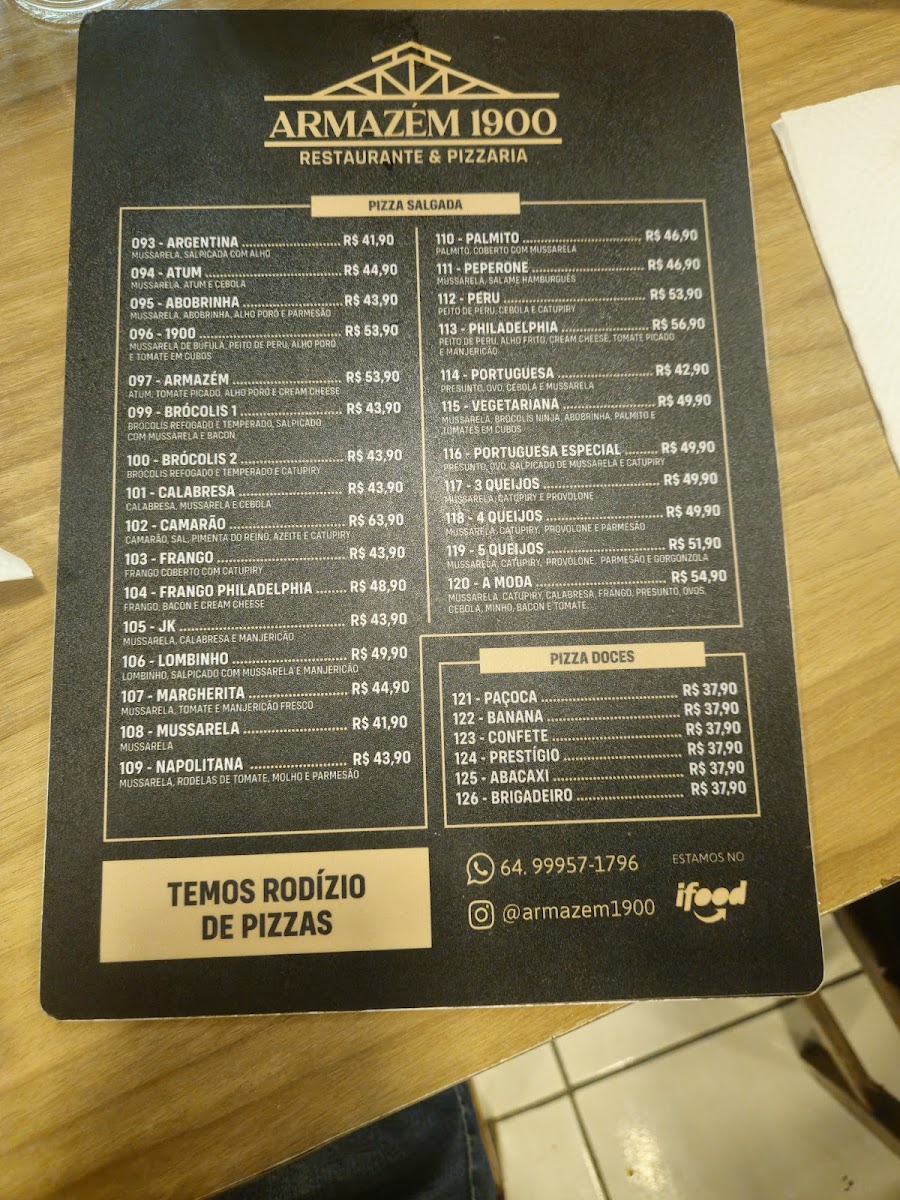 ARMAZÉM 1900
RESTAURANTE & PIZZARIA
PIZZA SALGADA
093 - ARGENTINA R$ 41,90
MUSSARELA, SALPICADA COM ALHO
094 - ATUM R$ 44,90
MUSSARELA, ATUM E CEBOLA
095 - ABOBRINHA R$ 43,90
MUSSARELA, ABOBRINHA, ALHO PORÓ E PARMESÃO
096 - 1900 R$ 53,90
MUSSARELA DE BÚFULA, PEITO DE PERU, ALHO PORÓ
E TOMATE EM CUBOS
097 - ARMAZÉM R$ 53,90
ATUM, TOMATE PICADO, ALHO PORÓ E CREAM CHEESE
099 - BRÓCOLIS 1 R$ 43,90
BRÓCOLIS REFOGADO E TEMPERADO, SALPICADO
COM MUSSARELA E BACON
100 - BRÓCOLIS 2 R$ 43,90
BRÓCOLIS REFOGADO E TEMPERADO E CATUPIRY
101 - CALABRESA R$ 43,90
CALABRESA, MUSSARELA E CEBOLA
102 - CAMARÃO R$ 63,90
CAMARÃO, SAL, PIMENTA DO REINO, AZEITE E CATUPIRY
103 - FRANGO R$ 43,90
FRANGO COBERTO COM CATUPIRY
104 - FRANGO PHILADELPHIA R$ 48,90
FRANGO, BACON E CREAM CHEESE
105 - JK R$ 43,90
MUSSARELA, CALABRESA E MANJERICÃO
106 - LOMBINHO R$ 49,90
LOMBINHO, SALPICADO COM MUSSARELA E MANJERICÃO
107 - MARGHERITA R$ 44,90
MUSSARELA, TOMATE E MANJERICÃO FRESCO
108 - MUSSARELA R$ 41,90
MUSSARELA
109 - NAPOLITANA R$ 43,90
MUSSARELA, RODELAS DE TOMATE, MOLHO E PARMESÃO
110 - PALMITO R$ 46,90
PALMITO, COBERTO COM MUSSARELA
111 - PEPERONE R$ 46,90
MUSSARELA, SALAME HAMBURGUÊS
112 - PERU R$ 53,90
PEITO DE PERU, CEBOLA E CATUPIRY
113 - PHILADELPHIA R$ 56,90
PEITO DE PERU, ALHO FRITO, CREAM CHEESE, TOMATE PICADO
E MANJERICÃO
114 - PORTUGUESA R$ 42,90
PRESUNTO, OVO, CEBOLA E MUSSARELA
115 - VEGETARIANA R$ 49,90
MUSSARELA, BRÓCOLIS NINJA, ABOBRINHA, PALMITO E
TOMATES EM CUBOS
116 - PORTUGUESA ESPECIAL R$ 49,90
PRESUNTO, OVO, SALPICADO DE MUSSARELA E CATUPIRY
117 - 3 QUEIJOS R$ 49,90
MUSSARELA, CATUPIRY E PROVOLONE
118 - 4 QUEIJOS R$ 49,90
MUSSARELA, CATUPIRY, PROVOLONE E PARMESÃO
119 - 5 QUEIJOS R$ 51,90
MUSSARELA, CATUPIRY, PROVOLONE, PARMESÃO E GORGONZOLA
120 - A MODA R$ 54,90
MUSSARELA, CATUPIRY, CALABRESA, FRANGO, PRESUNTO, OVOS,
CEBOLA, MINHO, BACON E TOMATE.
PIZZA DOCES
121 - PAÇOCA R$ 37,90
122 - BANANA R$ 37,90
123 - CONFETE R$ 37,90
124 - PRESTÍGIO R$ 37,90
125 - ABACAXI R$ 37,90
126 - BRIGADEIRO R$ 37,90
TEMOS RODÍZIO
DE PIZZAS
64. 99957-1796
@armazem1900
ESTAMOS NO
ifood